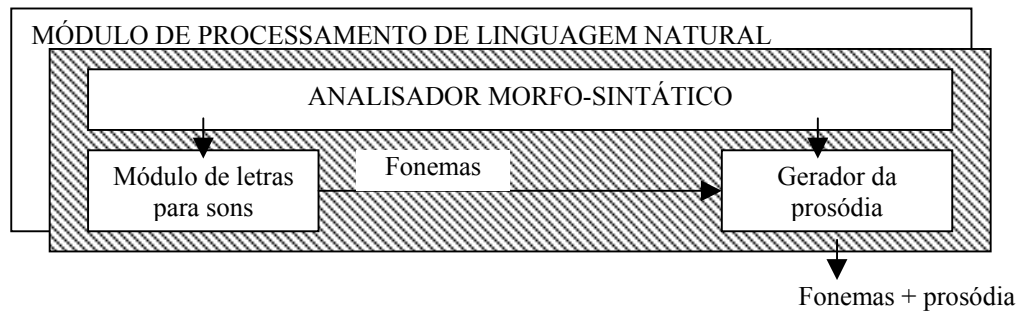 MÓDULO DE PROCESSAMENTO DE LINGUAGEM NATURAL
ANALISADOR MORFO-SINTÁTICO
Módulo de letras
para sons
Fonemas
Gerador da
prosódia
Fonemas + prosódia